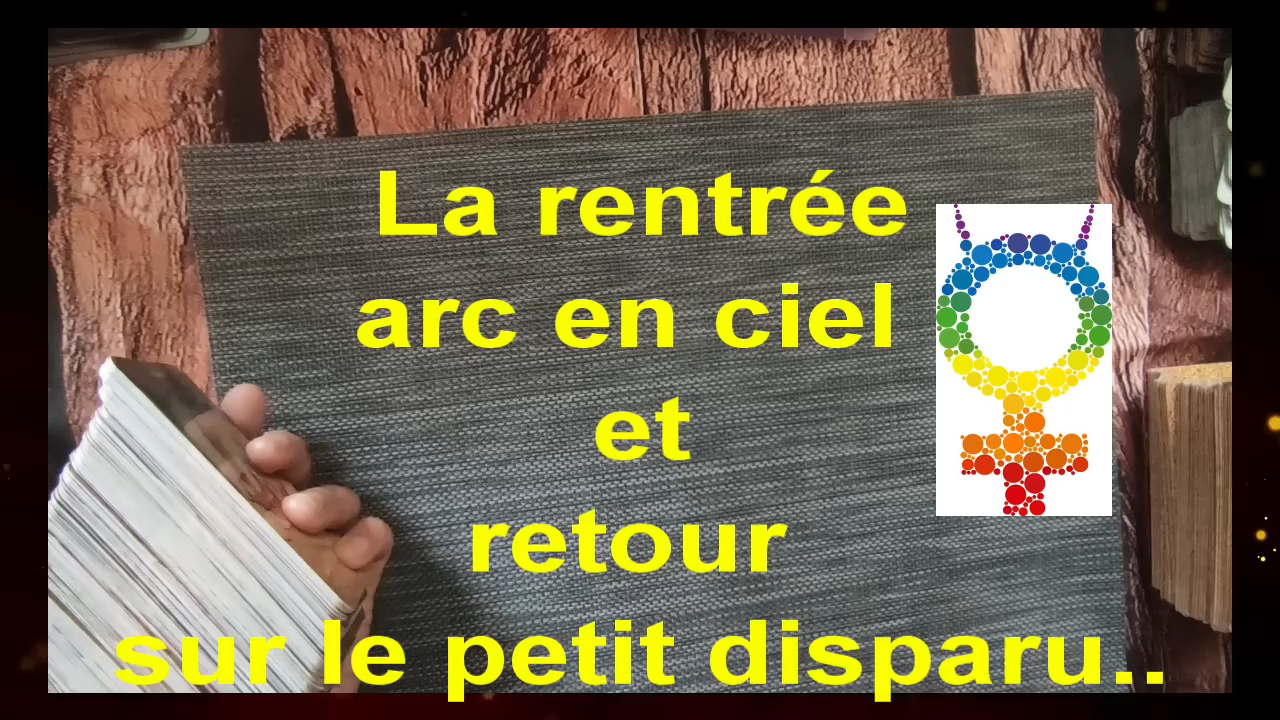 La rentrée
arc en ciel
et
retour
sur le petit disparu..